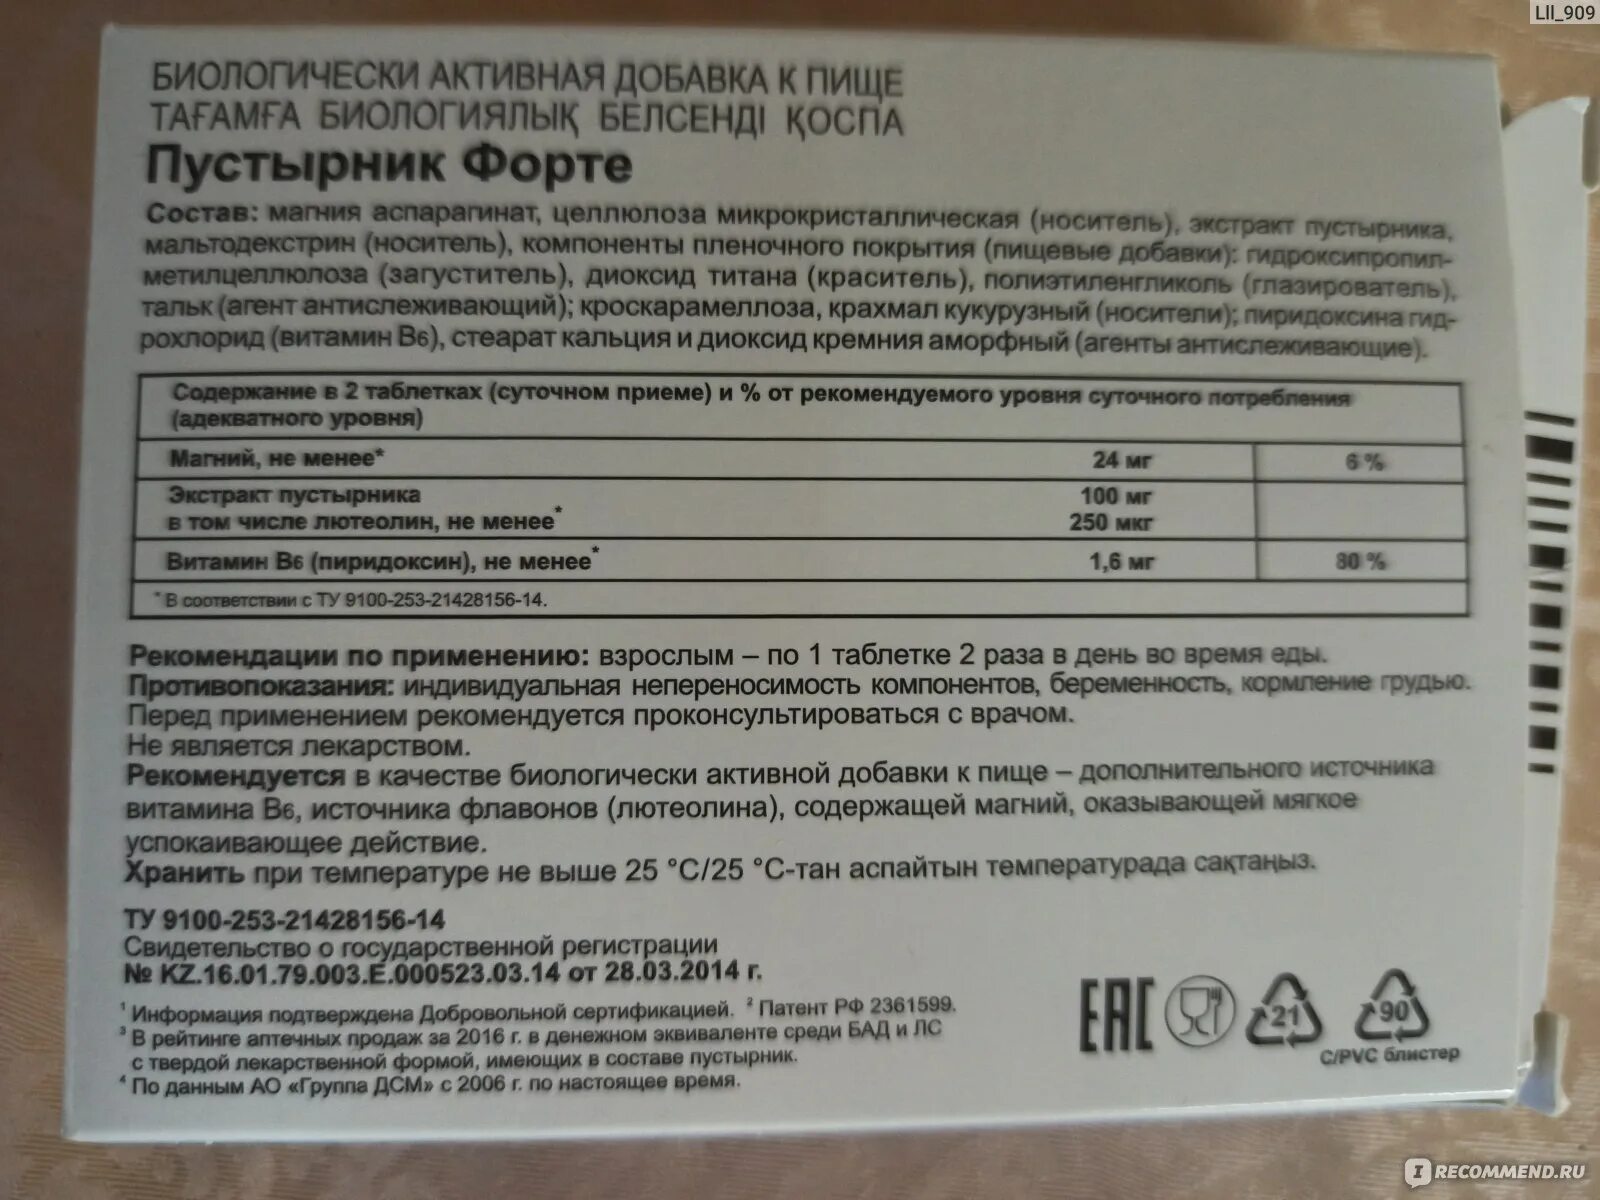 LIl_909
БИОЛОГИЧЕСКИ АКТИВНАЯ ДОБАВКА К ПИЩЕ
ТАҒАМҒА БИОЛОГИЯЛЫҚ БЕЛСЕНДІ ҚОСПА
Пустырник Форте
Состав: магния аспарагинат, целлюлоза микрокристаллическая (носитель), экстракт пустырника,
мальтодекстрин (носитель), компоненты пленочного покрытия (пищевые добавки): гидроксипропил-
метилцеллюлоза (загуститель), диоксид титана (краситель), полиэтиленгликоль (глазирователь),
тальк (агент антислеживающий); кроскарамеллоза, крахмал кукурузный (носители); пиридоксина гид-
рохлорид (витамин В6), стеарат кальция и диоксид кремния аморфный (агенты антислеживающие).
Содержание в 2 таблетках (суточном приеме) и % от рекомендуемого уровня суточного потребления
(адекватного уровня)
Магний, не менее* 24 мг 6 %
Экстракт пустырника 100 мг
в том числе лютеолин, не менее* 250 мкг
Витамин В6 (пиридоксин), не менее* 1,6 мг 80 %
* В соответствии с ТУ 9100-253-21428156-14.
Рекомендации по применению: взрослым – по 1 таблетке 2 раза в день во время еды.
Противопоказания: индивидуальная непереносимость компонентов, беременность, кормление грудью.
Перед применением рекомендуется проконсультироваться с врачом.
Не является лекарством.
Рекомендуется в качестве биологически активной добавки к пище – дополнительного источника
витамина В6, источника флавонов (лютеолина), содержащей магний, оказывающей мягкое
успокаивающее действие.
Хранить при температуре не выше 25 °С/25 °С-тан аспайтын температурада сақтаңыз.
ТУ 9100-253-21428156-14
Свидетельство о государственной регистрации
№ KZ.16.01.79.003.Е.000523.03.14 от 28.03.2014 г.
¹ Информация подтверждена Добровольной сертификацией. ² Патент РФ 2361599.
³ В рейтинге аптечных продаж за 2016 г. в денежном эквиваленте среди БАД и ЛС
с твердой лекарственной формой, имеющих в составе пустырник.
⁴ По данным АО «Группа ДСМ» с 2006 г. по настоящее время.
EAC 21 90
C/PVC блистер
IRECOMMEND.RU